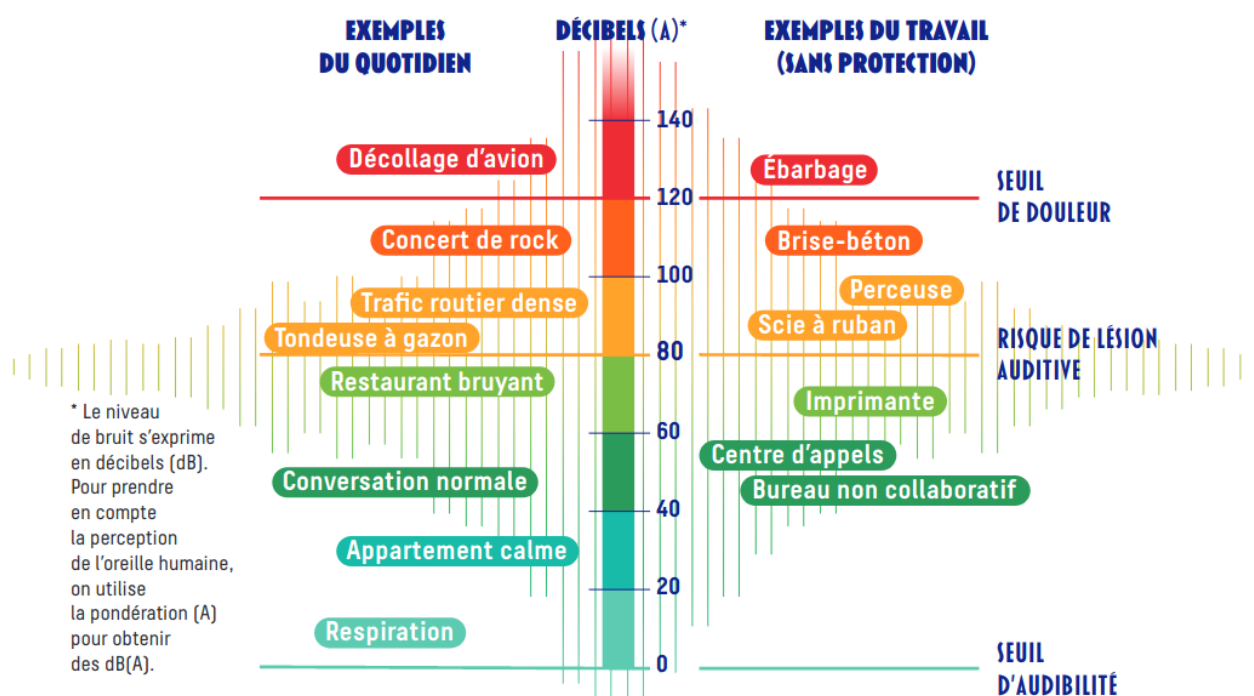 EXEMPLES
DU QUOTIDIEN
DÉCIBELS (A)*
EXEMPLES DU TRAVAIL
(SANS PROTECTION)
140
Décollage d'avion
Ébarbage
120
SEUIL
DE DOULEUR
Concert de rock
Brise-béton
100
Trafic routier dense
Perceuse
Tondeuse à gazon
Scie à ruban
80
RISQUE DE LÉSION
AUDITIVE
Restaurant bruyant
Imprimante
60
Centre d'appels
Conversation normale
Bureau non collaboratif
40
Appartement calme
20
Respiration
0
SEUIL
D'AUDIBILITÉ
* Le niveau
de bruit s'exprime
en décibels (dB).
Pour prendre
en compte
la perception
de l'oreille humaine,
on utilise
la pondération (A)
pour obtenir
des dB(A).